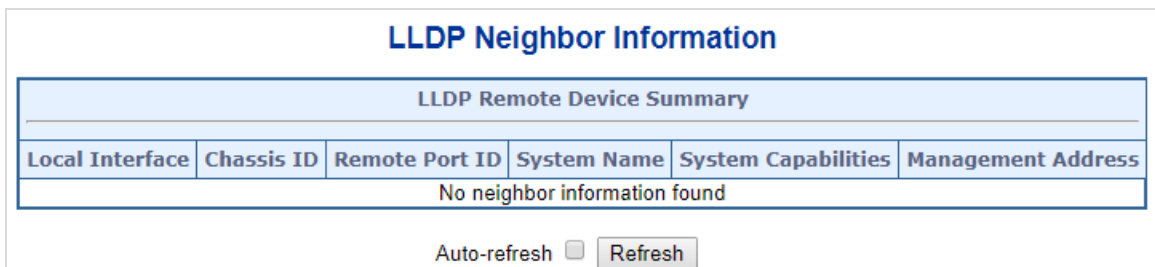 LLDP Neighbor Information
LLDP Remote Device Summary
Local Interface Chassis ID Remote Port ID System Name System Capabilities Management Address
No neighbor information found
Auto-refresh Refresh